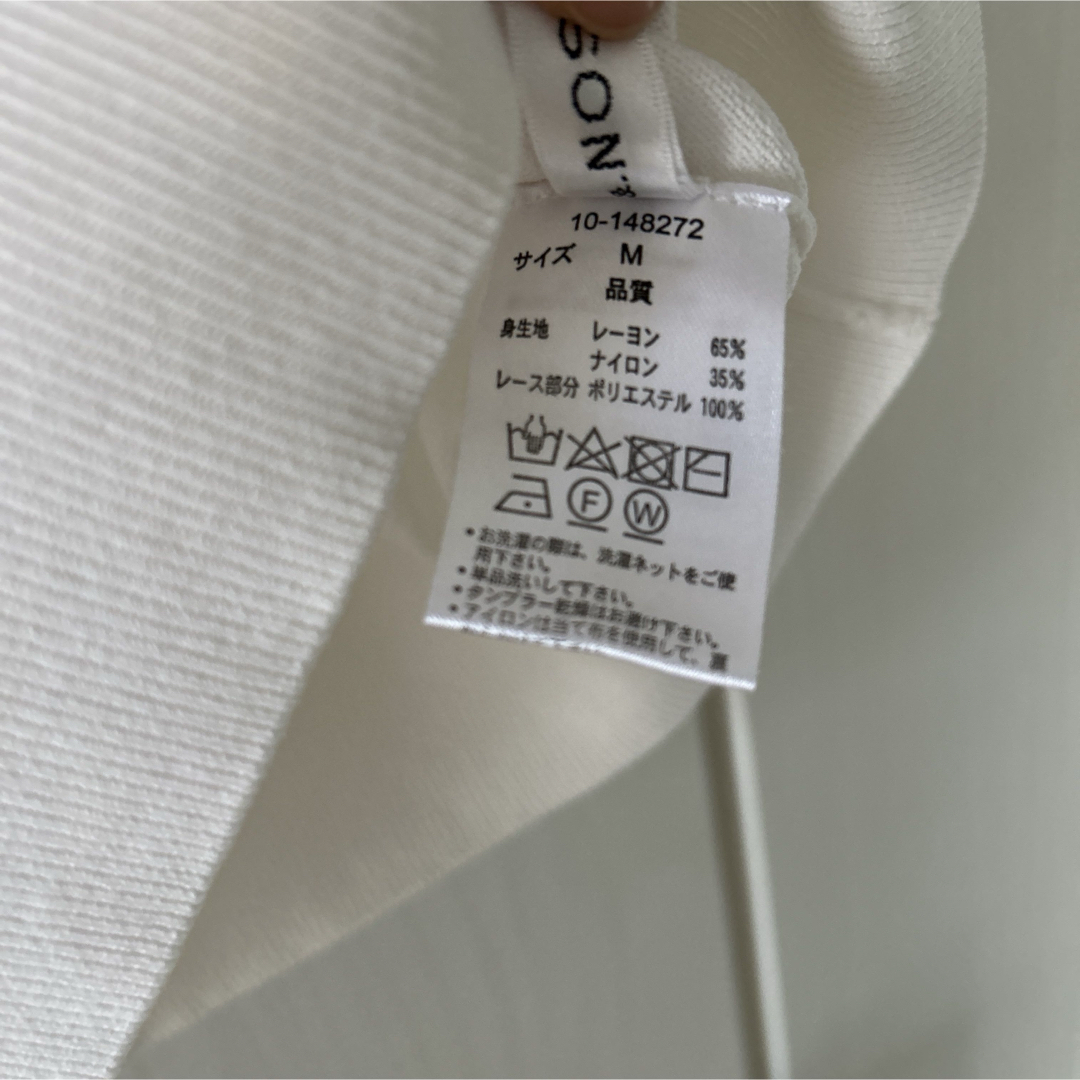 SON.
10-148272
サイズ M
品質
身生地 レーヨン 65%
ナイロン 35%
レース部分 ポリエステル 100%
F W
•お洗濯の際は、洗濯ネットをご使
用下さい。
•単品洗いして下さい。
•タンブラー乾燥はお避け下さい。
•アイロンは当て布を使用して、裏